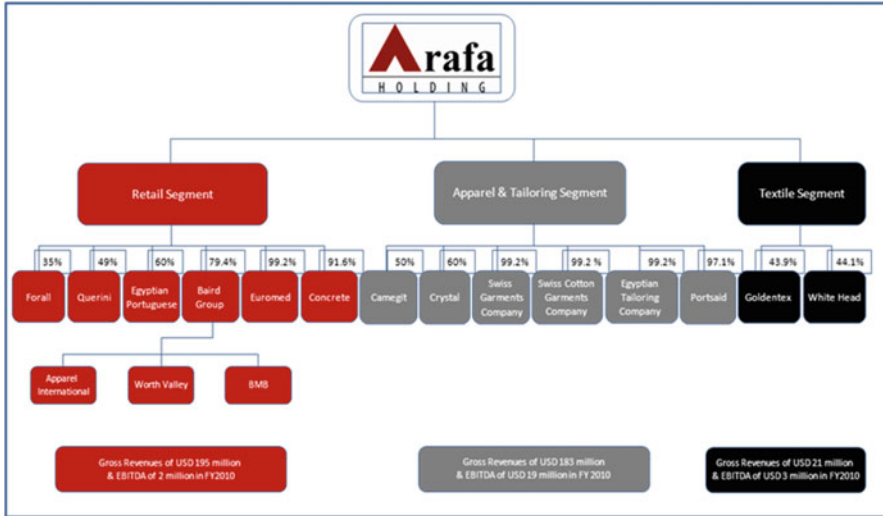 Arafa
HOLDING
Retail Segment
Apparel & Tailoring Segment
Textile Segment
35%
49%
60%
79.4%
99.2%
91.6%
50%
60%
99.2%
99.2 %
99.2%
97.1%
43.9%
44.1%
Forall
Querini
Egyptian
Portuguese
Baird
Group
Euromed
Concrete
Camegit
Crystal
Swiss
Garments
Company
Swiss Cotton
Garments
Company
Egyptian
Tailoring
Company
Portsaid
Goldentex
White Head
Apparel
International
Worth Valley
BMB
Gross Revenues of USD 195 million
& EBITDA of 2 million in FY2010
Gross Revenues of USD 183 million
& EBITDA of USD 19 million in FY 2010
Gross Revenues of USD 21 million
& EBITDA of USD 3 million in FY2010